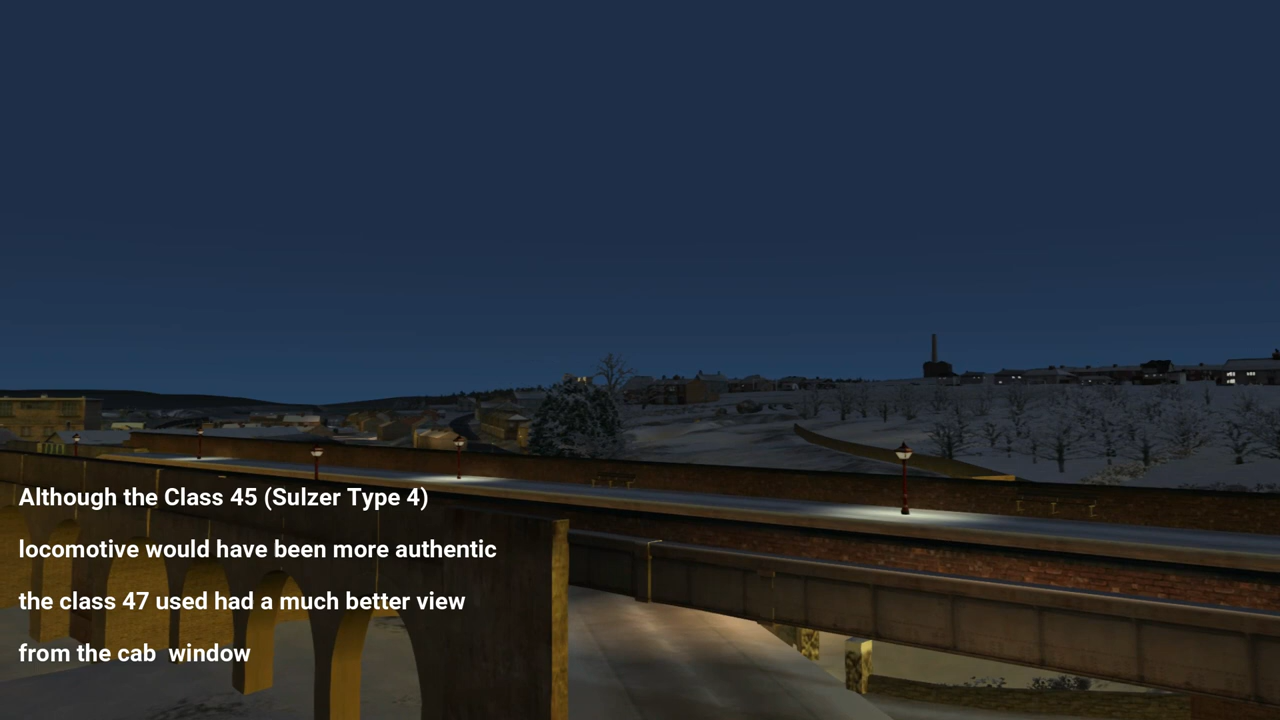 Although the Class 45 (Sulzer Type 4)
locomotive would have been more authentic
the class 47 used had a much better view
from the cab  window